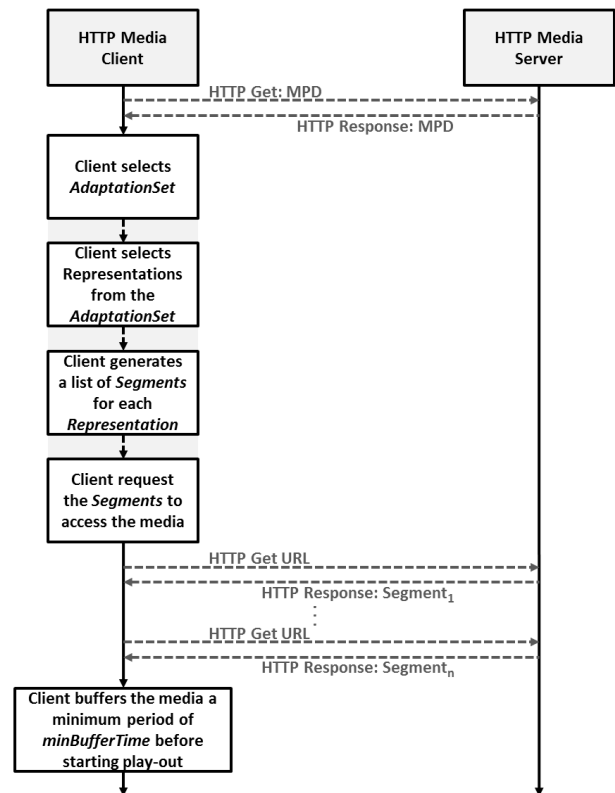 HTTP Media
Client
HTTP Media
Server
HTTP Get: MPD
HTTP Response: MPD
Client selects
AdaptationSet
Client selects
Representations
from the
AdaptationSet
Client generates
a list of Segments
for each
Representation
Client request
the Segments to
access the media
HTTP Get URL
HTTP Response: Segment1
⋮
HTTP Get URL
HTTP Response: Segmentn
Client buffers the media a
minimum period of
minBufferTime before
starting play-out